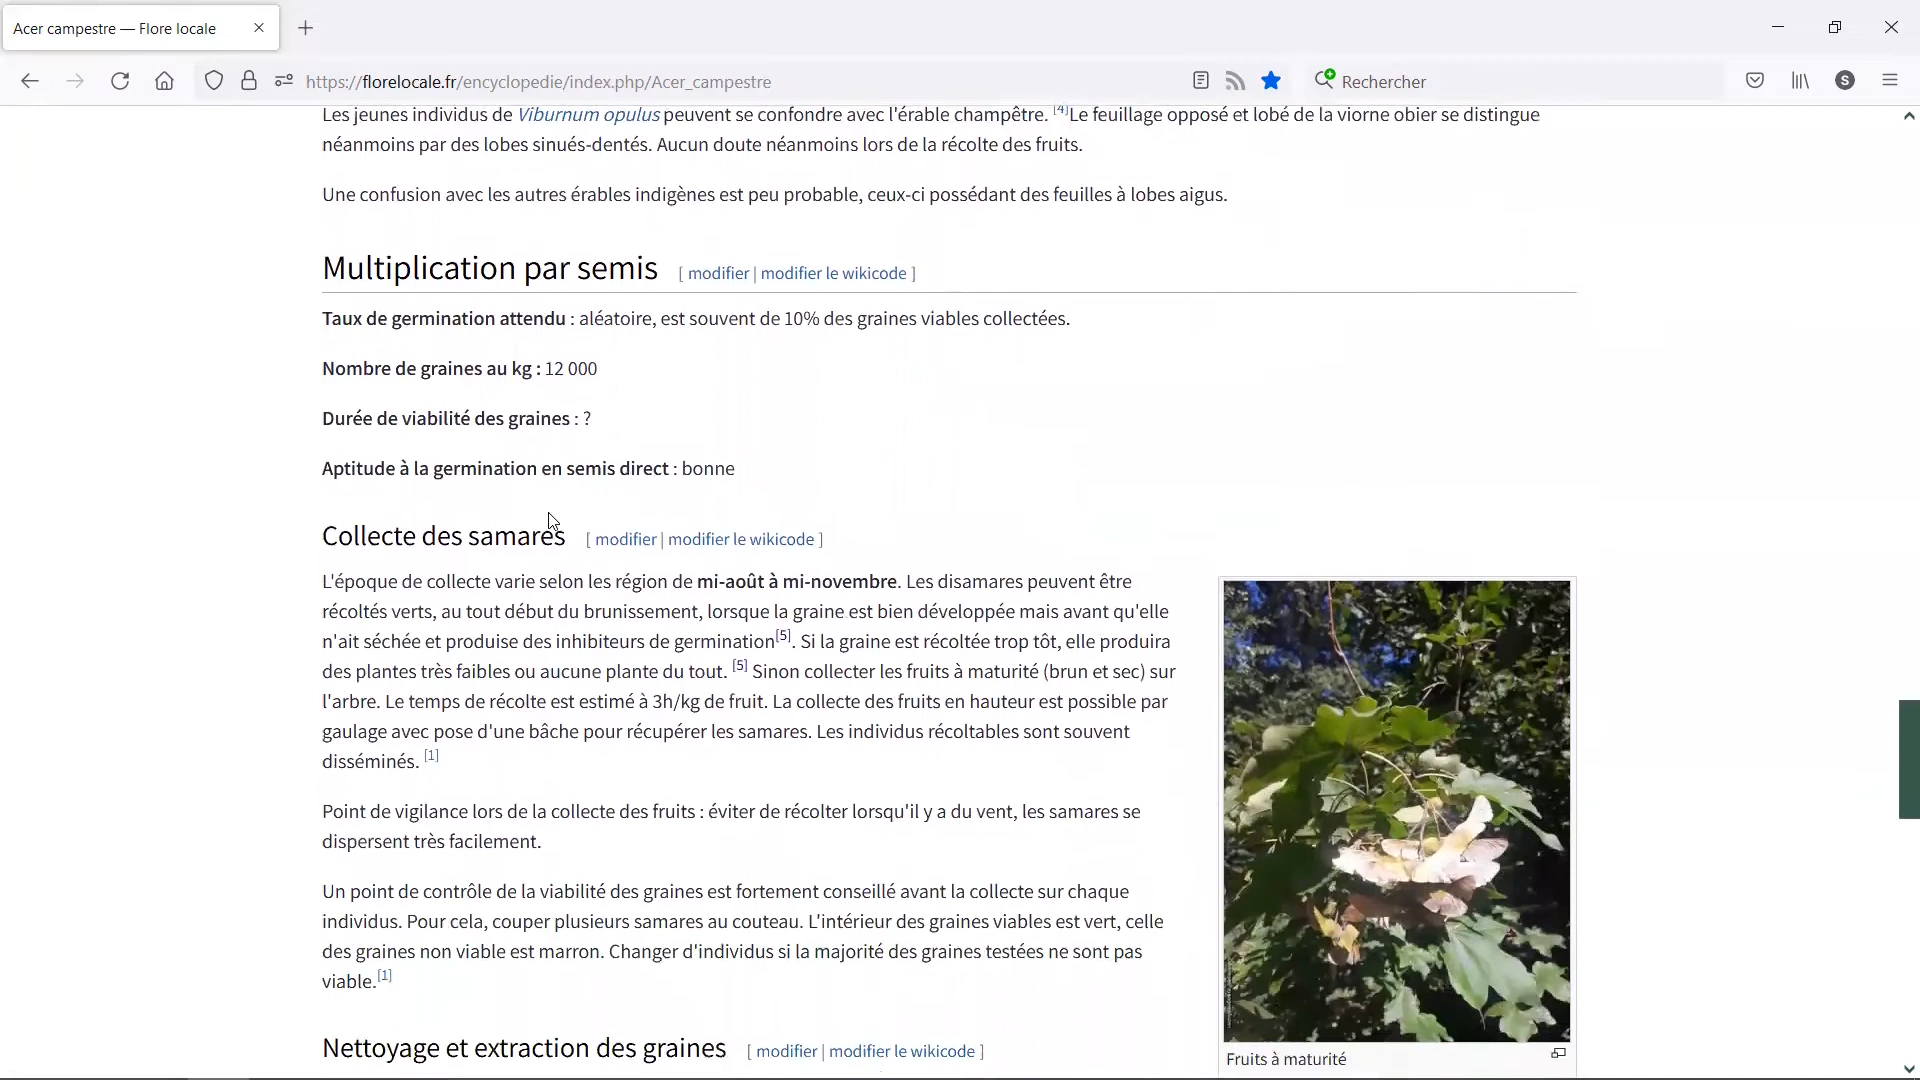 Acer campestre — Flore locale
https://florelocale.fr/encyclopedie/index.php/Acer_campestre
Rechercher
S
Les jeunes individus de Viburnum opulus peuvent se confondre avec l'érable champêtre. [4]Le feuillage opposé et lobé de la viorne obier se distingue
néanmoins par des lobes sinués-dentés. Aucun doute néanmoins lors de la récolte des fruits.
Une confusion avec les autres érables indigènes est peu probable, ceux-ci possédant des feuilles à lobes aigus.
Multiplication par semis [ modifier | modifier le wikicode ]
Taux de germination attendu : aléatoire, est souvent de 10% des graines viables collectées.
Nombre de graines au kg : 12 000
Durée de viabilité des graines : ?
Aptitude à la germination en semis direct : bonne
Collecte des samares [ modifier | modifier le wikicode ]
L'époque de collecte varie selon les région de mi-août à mi-novembre. Les disamares peuvent être
récoltés verts, au tout début du brunissement, lorsque la graine est bien développée mais avant qu'elle
n'ait séchée et produise des inhibiteurs de germination[5]. Si la graine est récoltée trop tôt, elle produira
des plantes très faibles ou aucune plante du tout. [5] Sinon collecter les fruits à maturité (brun et sec) sur
l'arbre. Le temps de récolte est estimé à 3h/kg de fruit. La collecte des fruits en hauteur est possible par
gaulage avec pose d'une bâche pour récupérer les samares. Les individus récoltables sont souvent
disséminés. [1]
Point de vigilance lors de la collecte des fruits : éviter de récolter lorsqu'il y a du vent, les samares se
dispersent très facilement.
Un point de contrôle de la viabilité des graines est fortement conseillé avant la collecte sur chaque
individus. Pour cela, couper plusieurs samares au couteau. L'intérieur des graines viables est vert, celle
des graines non viable est marron. Changer d'individus si la majorité des graines testées ne sont pas
viable.[1]
Nettoyage et extraction des graines [ modifier | modifier le wikicode ]
Fruits à maturité